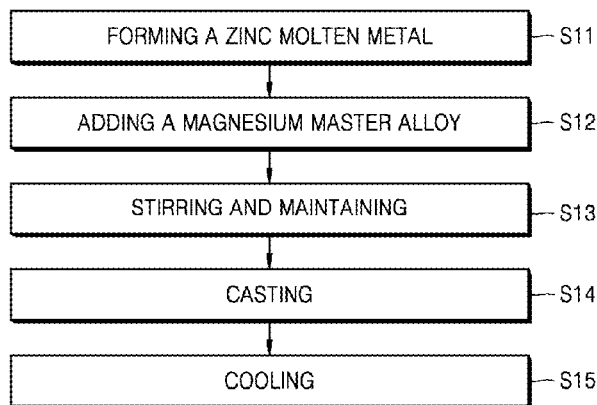 FORMING A ZINC MOLTEN METAL S11
ADDING A MAGNESIUM MASTER ALLOY S12
STIRRING AND MAINTAINING S13
CASTING S14
COOLING S15